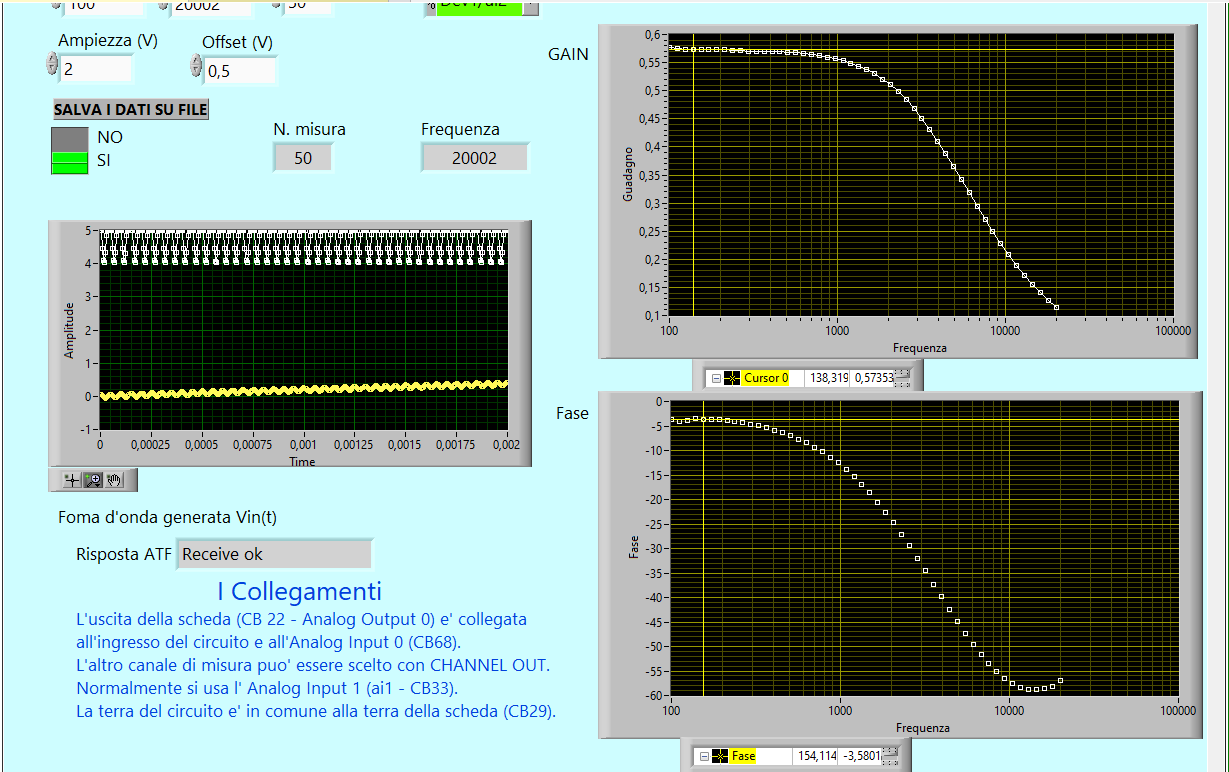 100 20002 50 Dev1/ai2
Ampiezza (V) Offset (V)
2 0,5
SALVA I DATI SU FILE
NO
SI
N. misura Frequenza
50 20002
GAIN
0,6
0,55
0,5
0,45
0,4
0,35
0,3
0,25
0,2
0,15
0,1
Guadagno
100 1000 10000 100000
Frequenza
Cursor 0 138,319 0,57353
5
4
3
2
1
0
-1
Amplitude
0 0,00025 0,0005 0,00075 0,001 0,00125 0,0015 0,00175 0,002
Time
Fase
0
-5
-10
-15
-20
-25
-30
-35
-40
-45
-50
-55
-60
Fase
100 1000 10000 100000
Frequenza
Fase 154,114 -3,5801
Foma d'onda generata Vin(t)
Risposta ATF Receive ok
I Collegamenti
L'uscita della scheda (CB 22 - Analog Output 0) e' collegata
all'ingresso del circuito e all'Analog Input 0 (CB68).
L'altro canale di misura puo' essere scelto con CHANNEL OUT.
Normalmente si usa l' Analog Input 1 (ai1 - CB33).
La terra del circuito e' in comune alla terra della scheda (CB29).